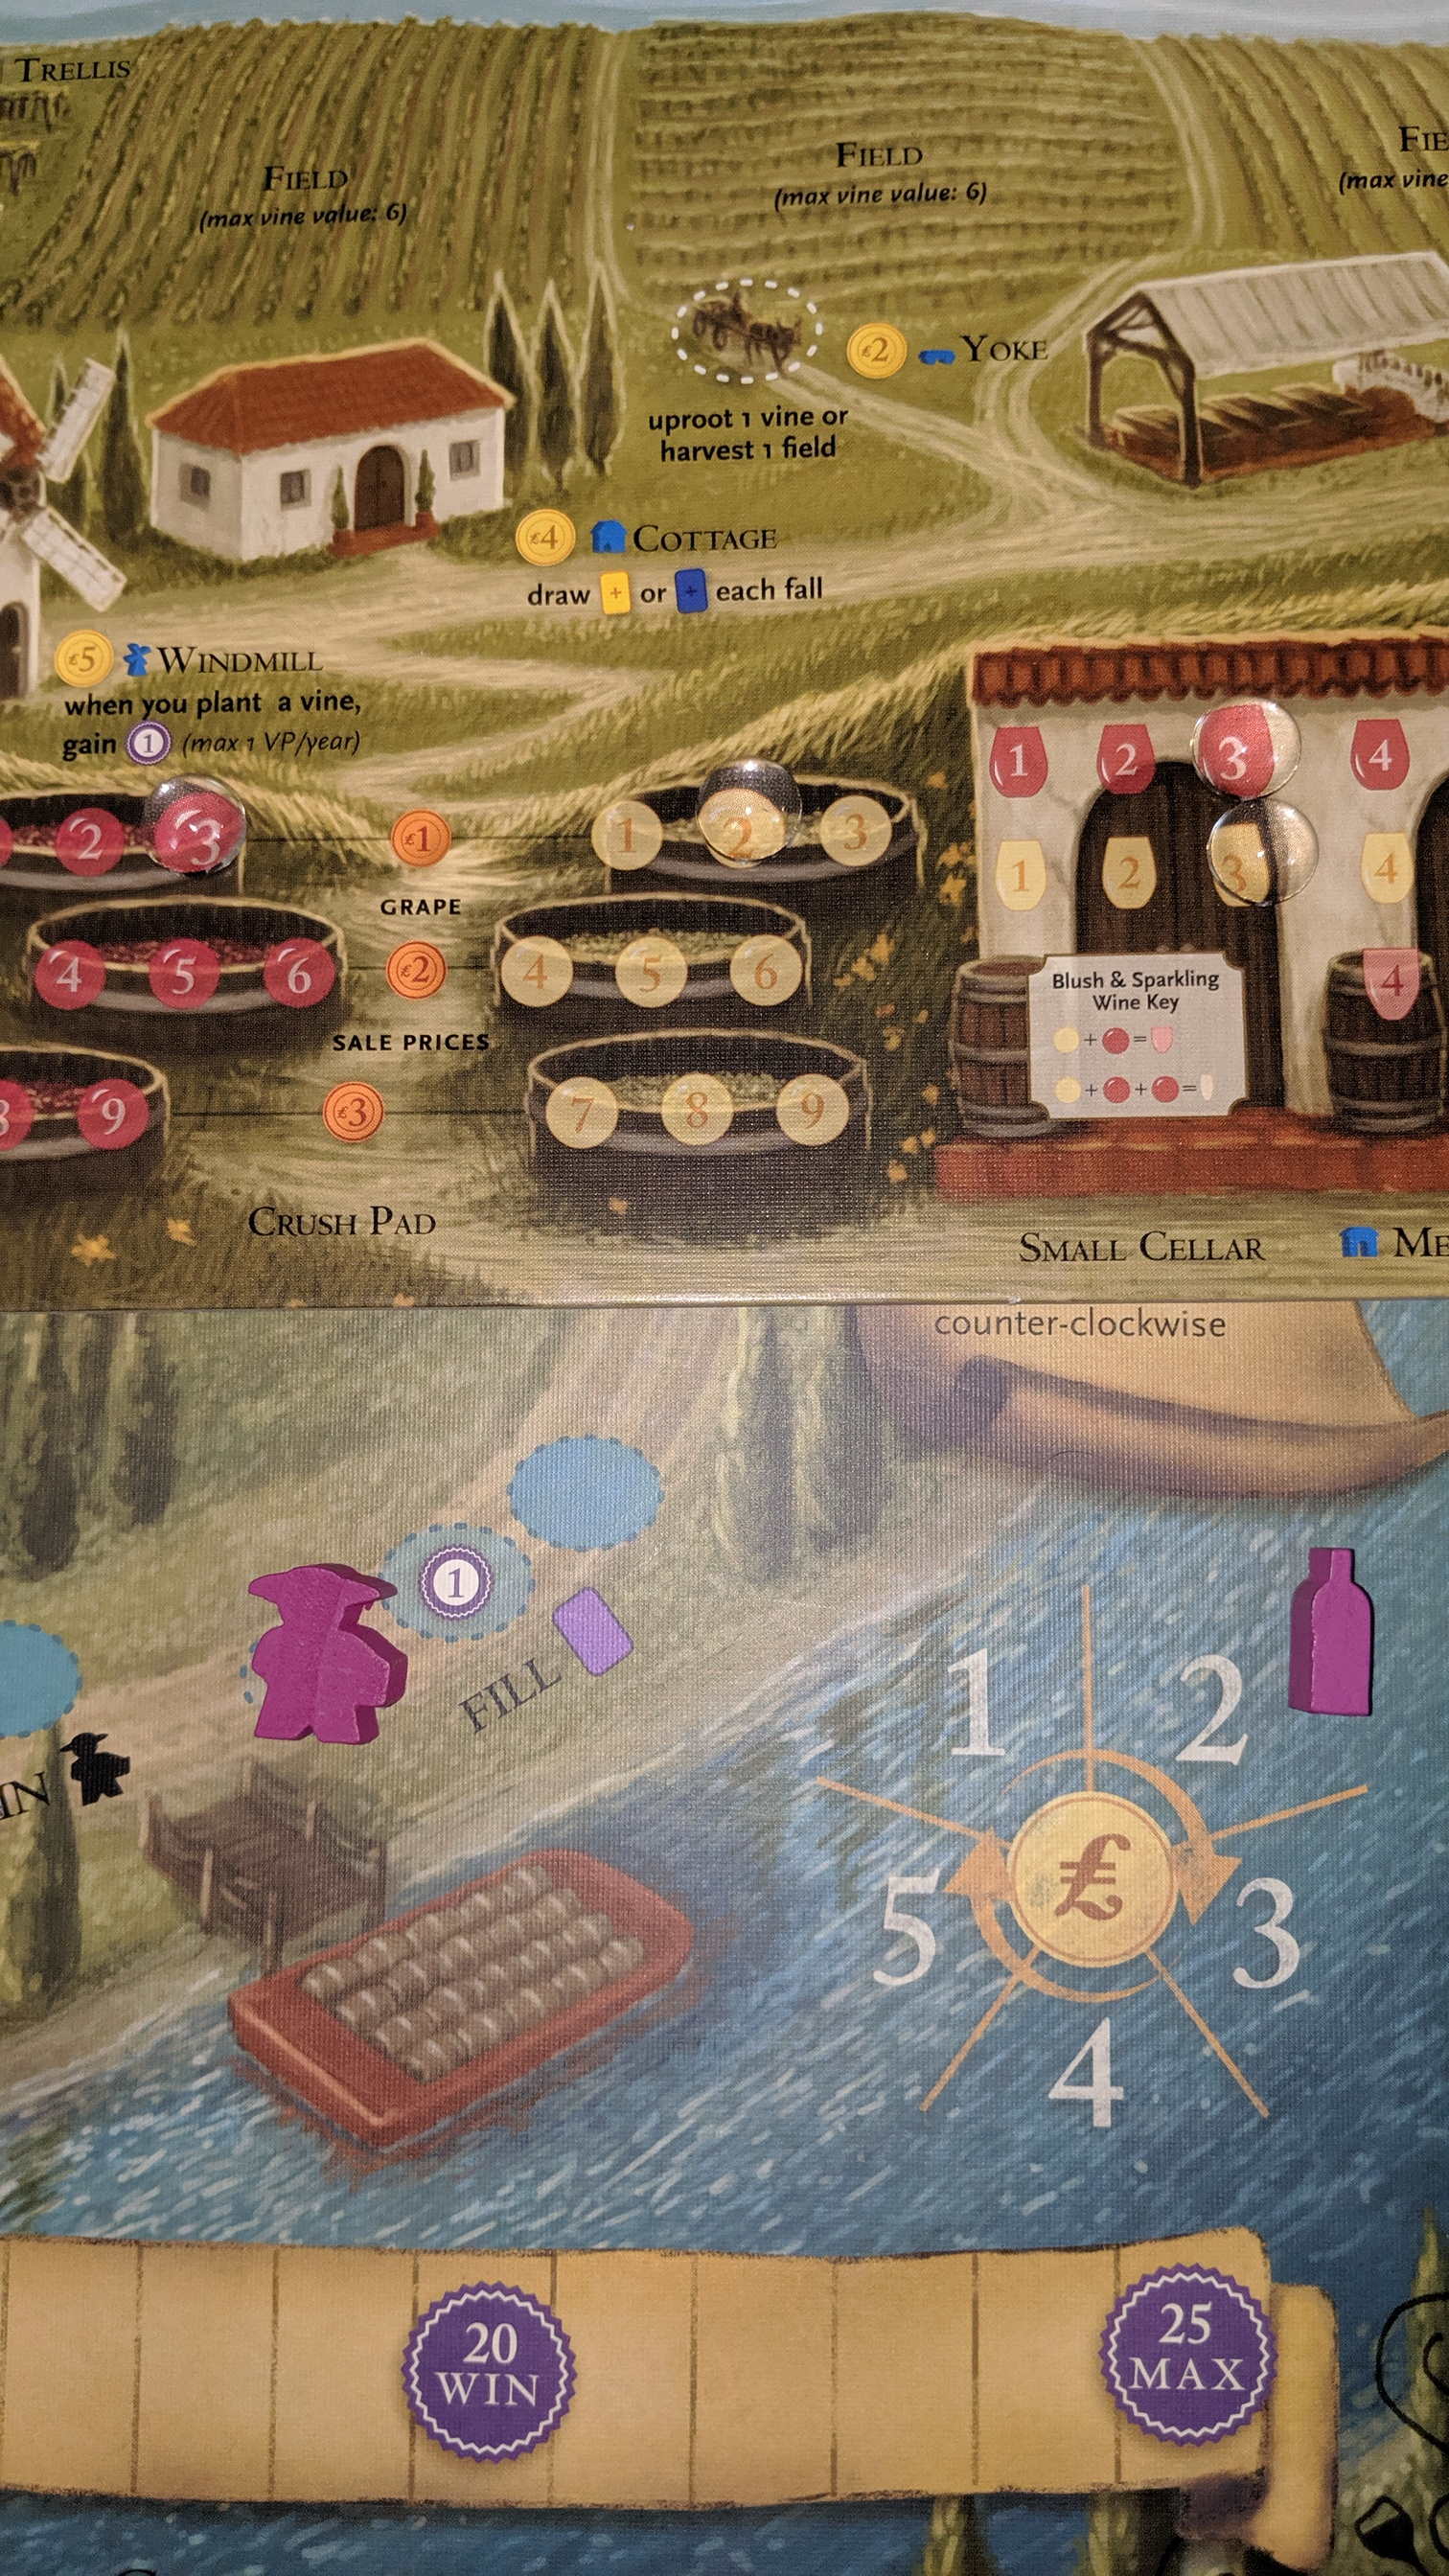 TRELLIS
FIELD
(max vine value: 6)
FIELD
(max vine value: 6)
FIE
(max vine
£2 YOKE
uproot 1 vine or
harvest 1 field
£4 COTTAGE
draw + or + each fall
£5 WINDMILL
when you plant a vine,
gain 1 (max 1 VP/year)
1 2 3 4
1 2 3 4
2 3 £1 1 2 3
GRAPE
4 5 6 £2 4 5 6
SALE PRICES
9 £3 7 8 9
Blush & Sparkling
Wine Key
+ =
+ + =
4
CRUSH PAD
SMALL CELLAR
ME
counter-clockwise
1
FILL
IN
1 2
5 £ 3
4
20
WIN
25
MAX